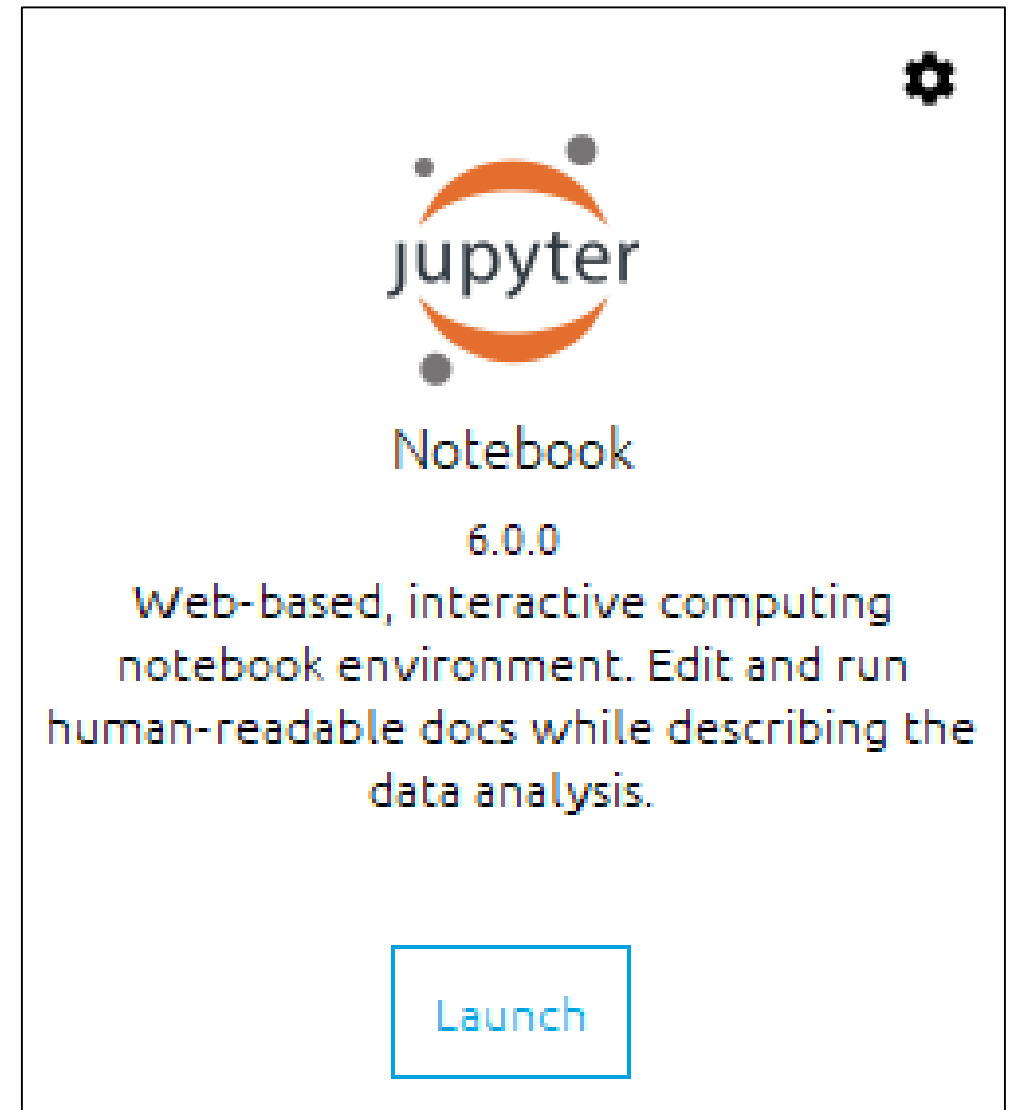 jupyter
Notebook
6.0.0
Web-based, interactive computing
notebook environment. Edit and run
human-readable docs while describing the
data analysis.
Launch